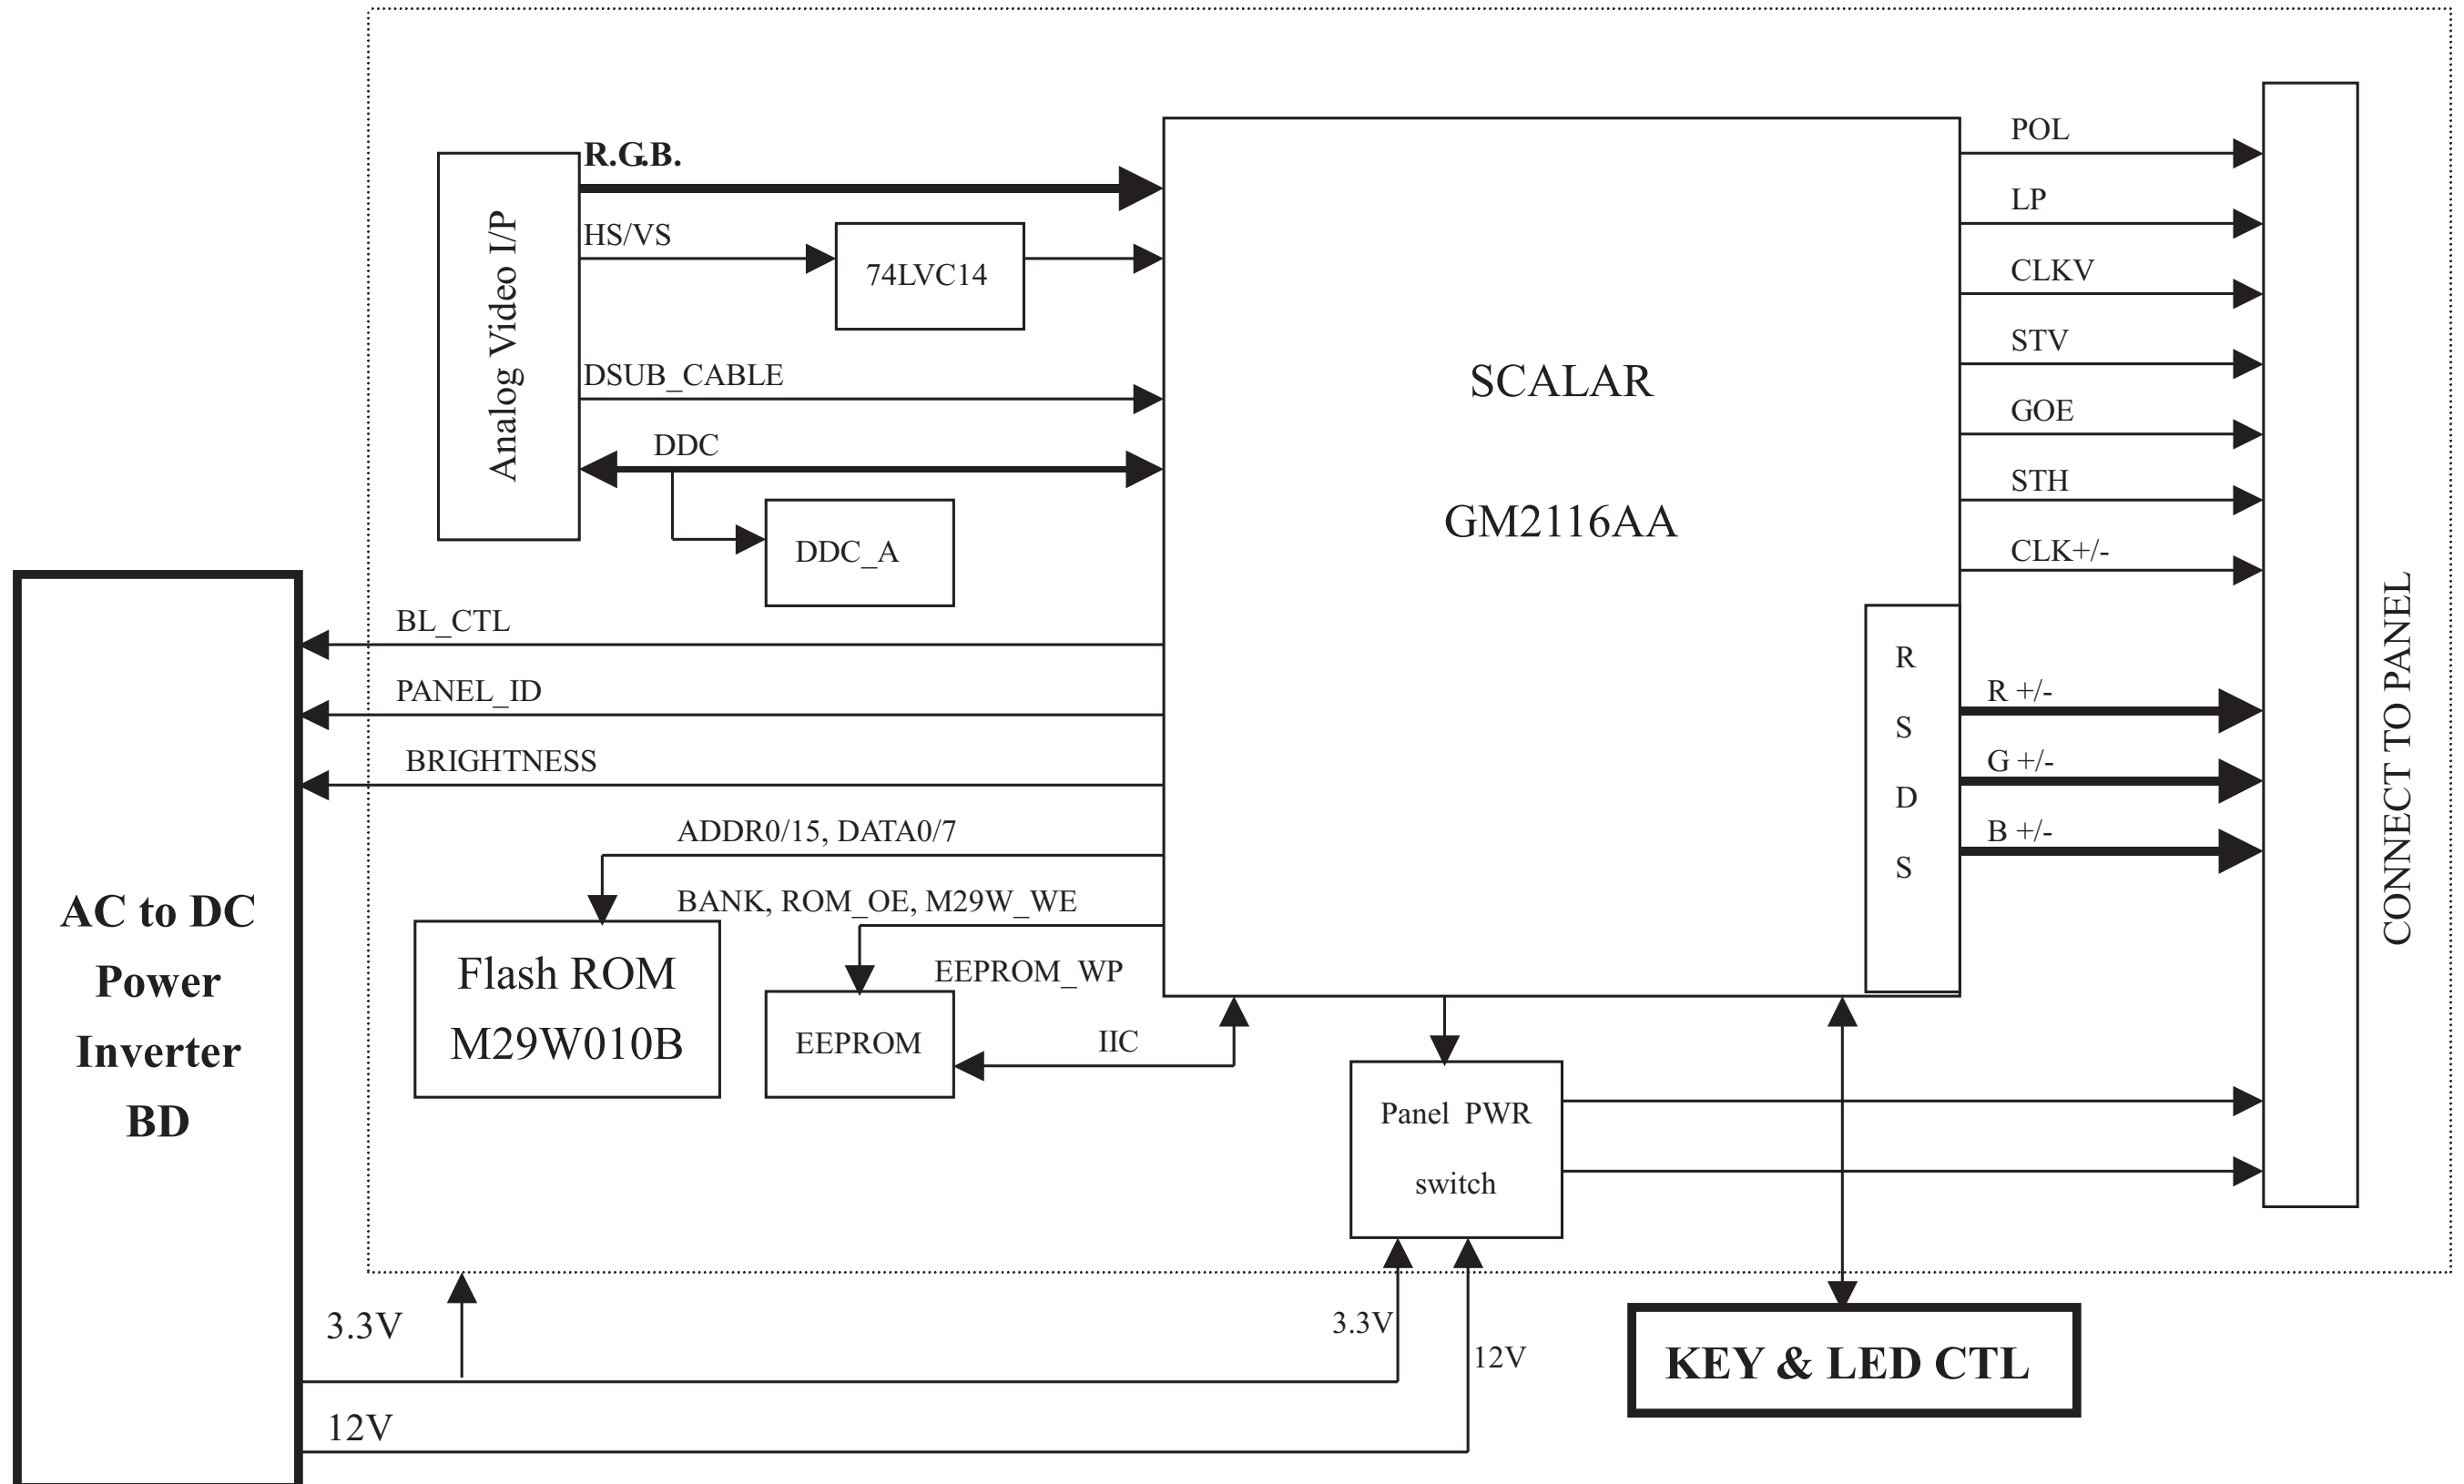 R.G.B.
HS/VS
74LVC14
DSUB_CABLE
DDC
DDC_A
Analog Video I/P
SCALAR
GM2116AA
POL
LP
CLKV
STV
GOE
STH
CLK+/-
R
S
D
S
R +/-
G +/-
B +/-
CONNECT TO PANEL
BL_CTL
PANEL_ID
BRIGHTNESS
ADDR0/15, DATA0/7
BANK, ROM_OE, M29W_WE
EEPROM_WP
Flash ROM
M29W010B
EEPROM
IIC
Panel PWR
switch
AC to DC
Power
Inverter
BD
3.3V
12V
3.3V
12V
KEY & LED CTL